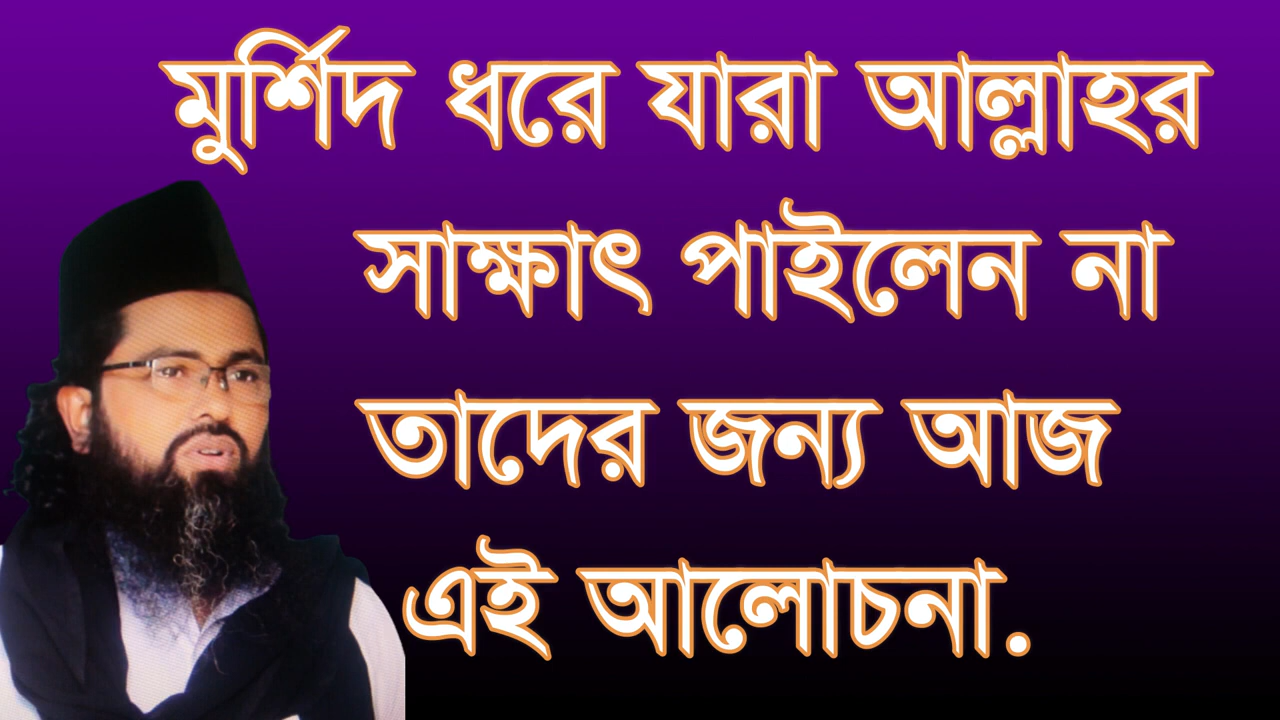 মুর্শিদ ধরে যারা আল্লাহর
সাক্ষাৎ পাইলেন না
তাদের জন্য আজ
এই আলোচনা.